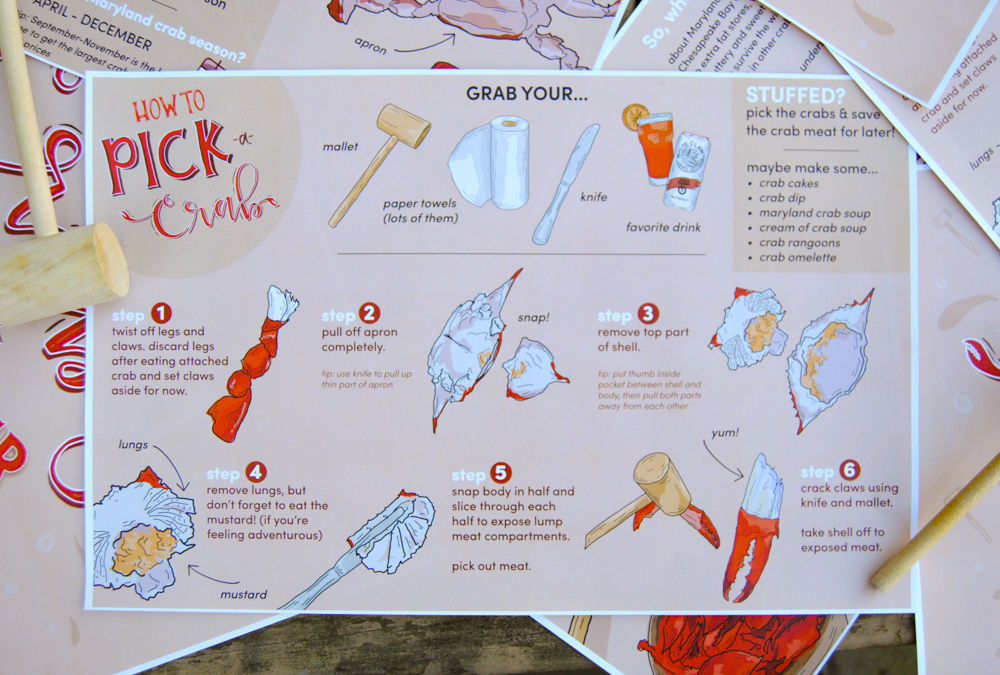 son
maryland crab season?
APRIL - DECEMBER
tip: September-November is the
me to get the largest crab
prices
apron
So, wh
about Maryland
Chesapeake Bay
extra fat stores,
ttery and sweet
survive the w
in other cra
under
y attached
crab and set claws
aside for now.
lungs
HOW TO
PICK
-a-
Crab
GRAB YOUR...
mallet
paper towels
(lots of them)
knife
favorite drink
STUFFED?
pick the crabs & save
the crab meat for later!
maybe make some...
• crab cakes
• crab dip
• maryland crab soup
• cream of crab soup
• crab rangoons
• crab omelette
step 1
twist off legs and
claws. discard legs
after eating attached
crab and set claws
aside for now.
step 2
pull off apron
completely.
tip: use knife to pull up
thin part of apron
snap!
step 3
remove top part
of shell.
tip: put thumb inside
pocket between shell and
body, then pull both parts
away from each other
lungs
step 4
remove lungs, but
don't forget to eat the
mustard! (if you're
feeling adventurous)
mustard
step 5
snap body in half and
slice through each
half to expose lump
meat compartments.
pick out meat.
yum!
step 6
crack claws using
knife and mallet.
take shell off to
exposed meat.